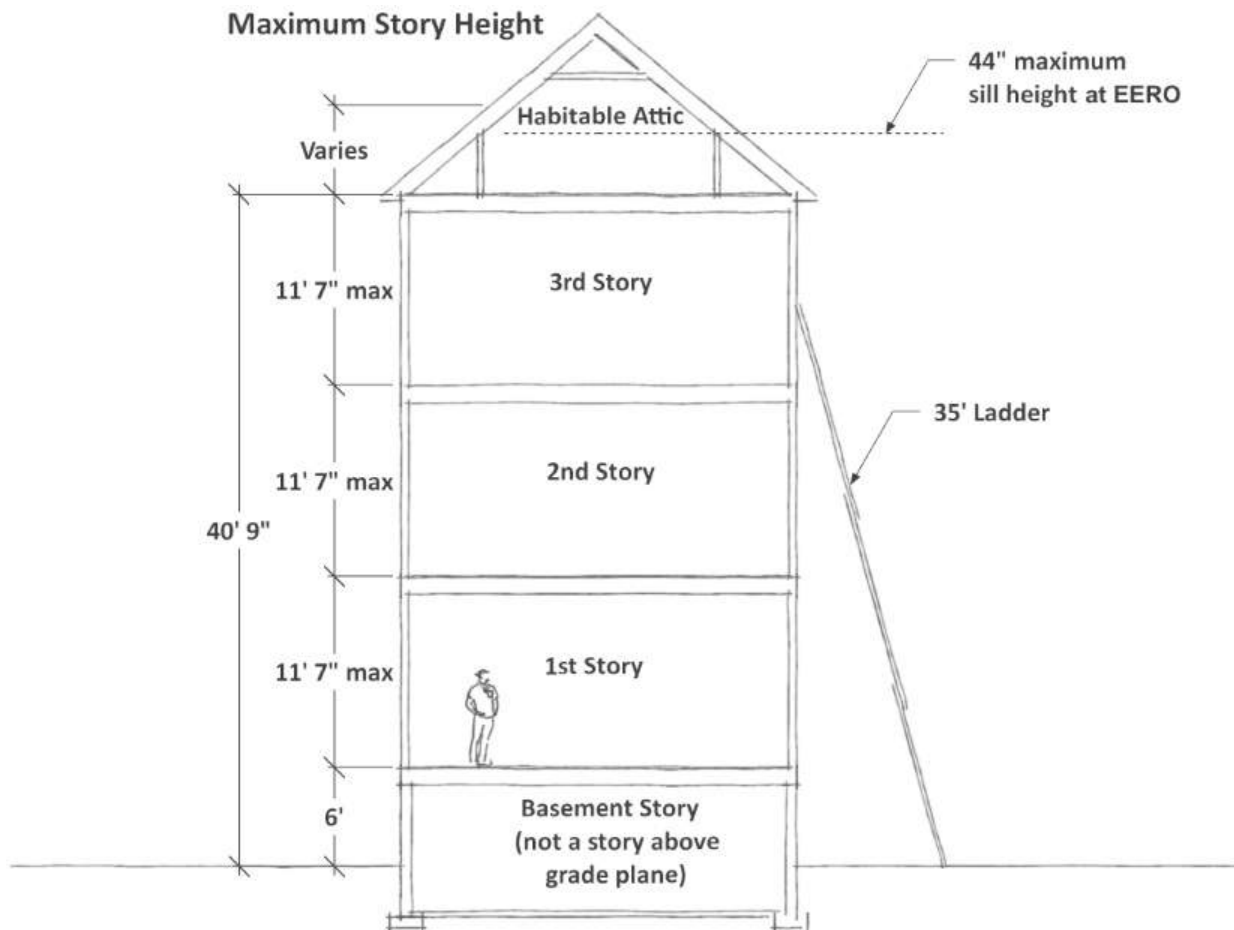 Maximum Story Height
44" maximum
sill height at EERO
Habitable Attic
Varies
3rd Story
11' 7" max
35' Ladder
2nd Story
11' 7" max
40' 9"
1st Story
11' 7" max
Basement Story
(not a story above
grade plane)
6'